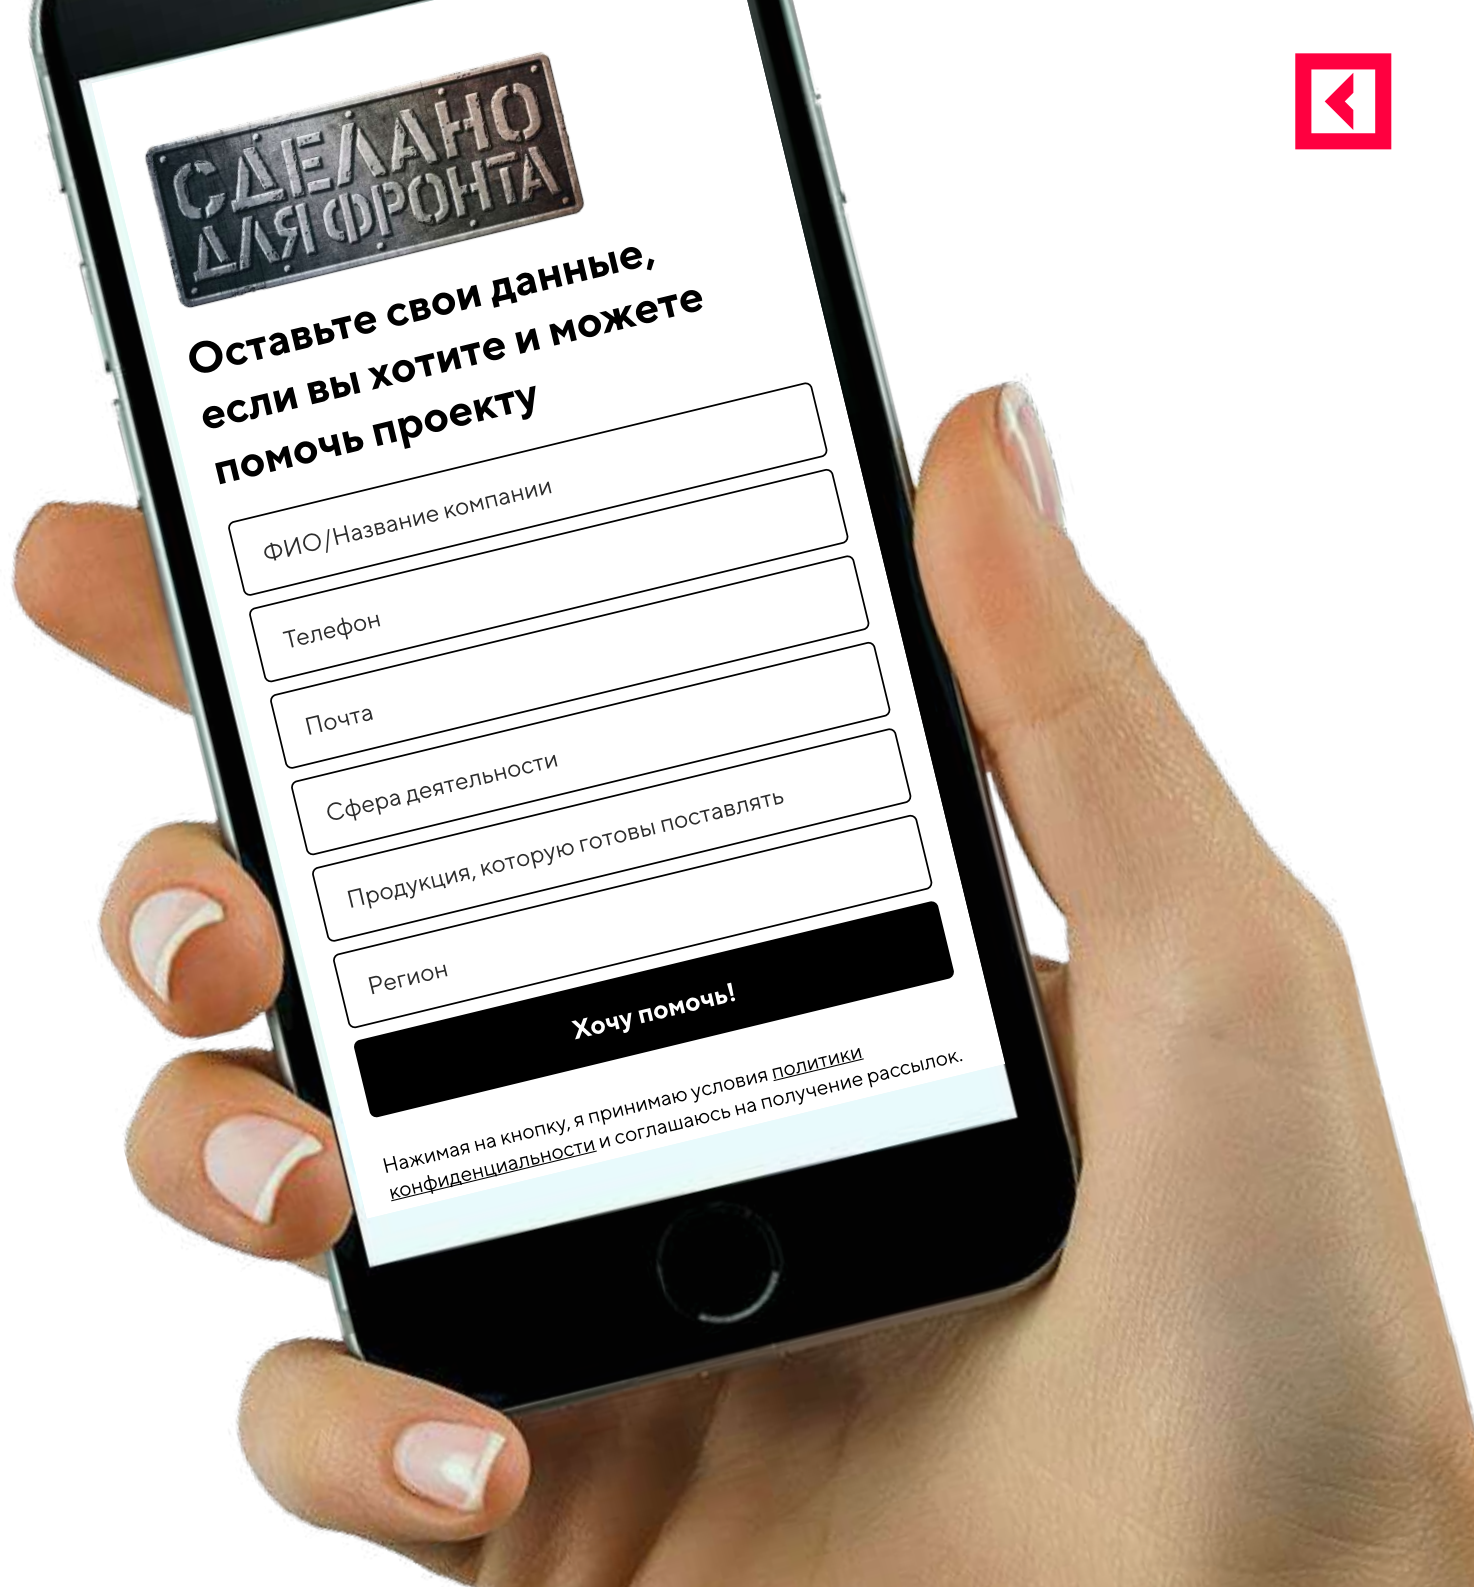 СДЕЛАНО
ДЛЯ ФРОНТА
Оставьте свои данные,
если вы хотите и можете
помочь проекту
ФИО/Название компании
Телефон
Почта
Сфера деятельности
Продукция, которую готовы поставлять
Регион
Хочу помочь!
Нажимая на кнопку, я принимаю условия политики
конфиденциальности и соглашаюсь на получение рассылок.